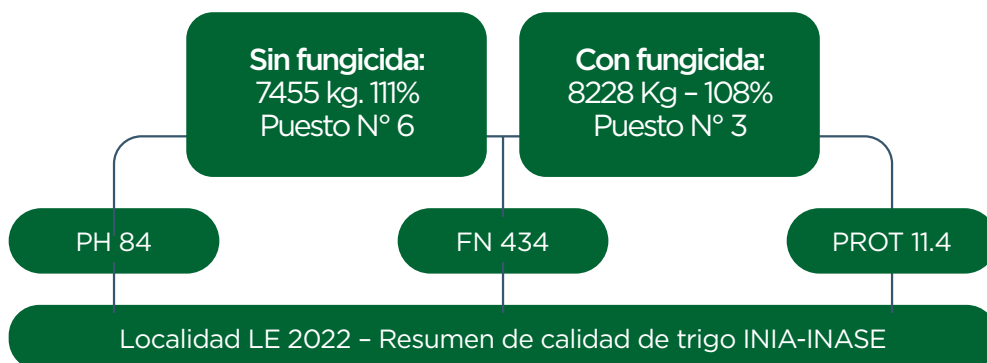 Sin fungicida:
7455 kg. 111%
Puesto N° 6
Con fungicida:
8228 Kg – 108%
Puesto N° 3
PH 84
FN 434
PROT 11.4
Localidad LE 2022 – Resumen de calidad de trigo INIA-INASE